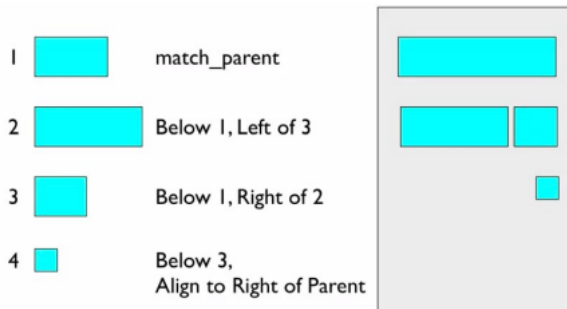 1 match_parent
2 Below 1, Left of 3
3 Below 1, Right of 2
4 Below 3,
Align to Right of Parent